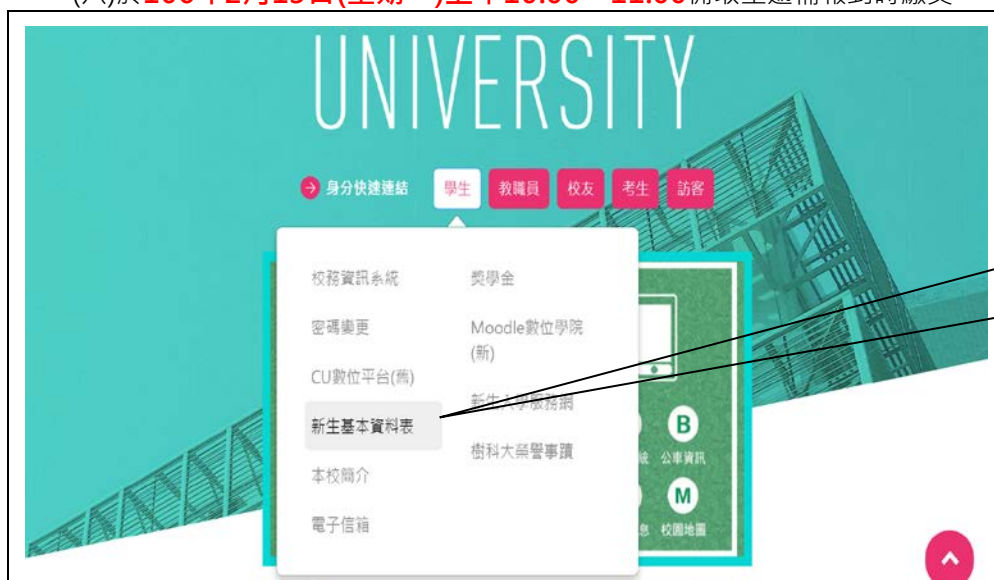 UNIVERSITY
身分快速連結 學生 教職員 校友 考生 訪客
校務資訊系統 獎學金
密碼變更 Moodle數位學院
(新)
CU數位平台(舊)
新生入學服務網
新生基本資料表
樹科大榮譽事蹟
本校簡介
電子信箱
B
統 公車資訊
M
息 校園地圖